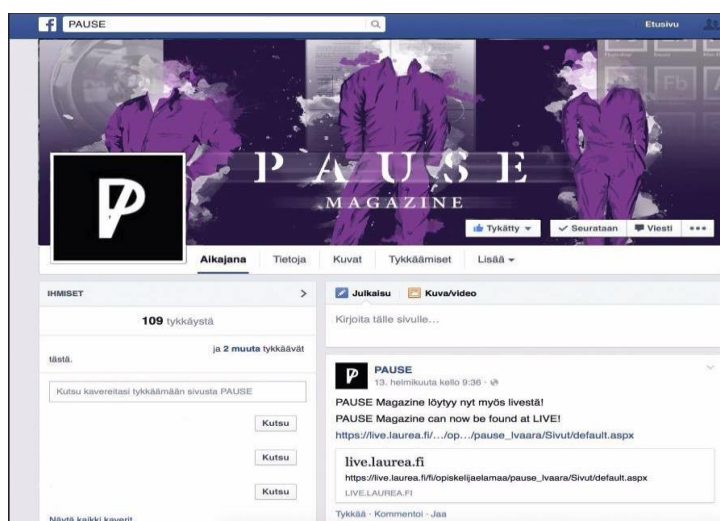 PAUSE
Etusivu
PAUSE
MAGAZINE
P
Tykätty
Seurataan
Viesti
Aikajana Tietoja Kuvat Tykkäämiset Lisää
IHMISET
109 tykkäystä
ja 2 muuta tykkäävät
tästä.
Kutsu kavereitasi tykkäämään sivusta PAUSE
Kutsu
Kutsu
Kutsu
Näytä kaikki kaverit
Julkaisu Kuva/video
Kirjoita tälle sivulle...
PAUSE
13. helmikuuta kello 9:36
PAUSE Magazine löytyy nyt myös livestä!
PAUSE Magazine can now be found at LIVE!
https://live.laurea.fi/.../op.../pause_lvaara/Sivut/default.aspx
live.laurea.fi
https://live.laurea.fi/fi/opiskelijaelamaa/pause_lvaara/Sivut/default.aspx
LIVE.LAUREA.FI
Tykkää · Kommentoi · Jaa